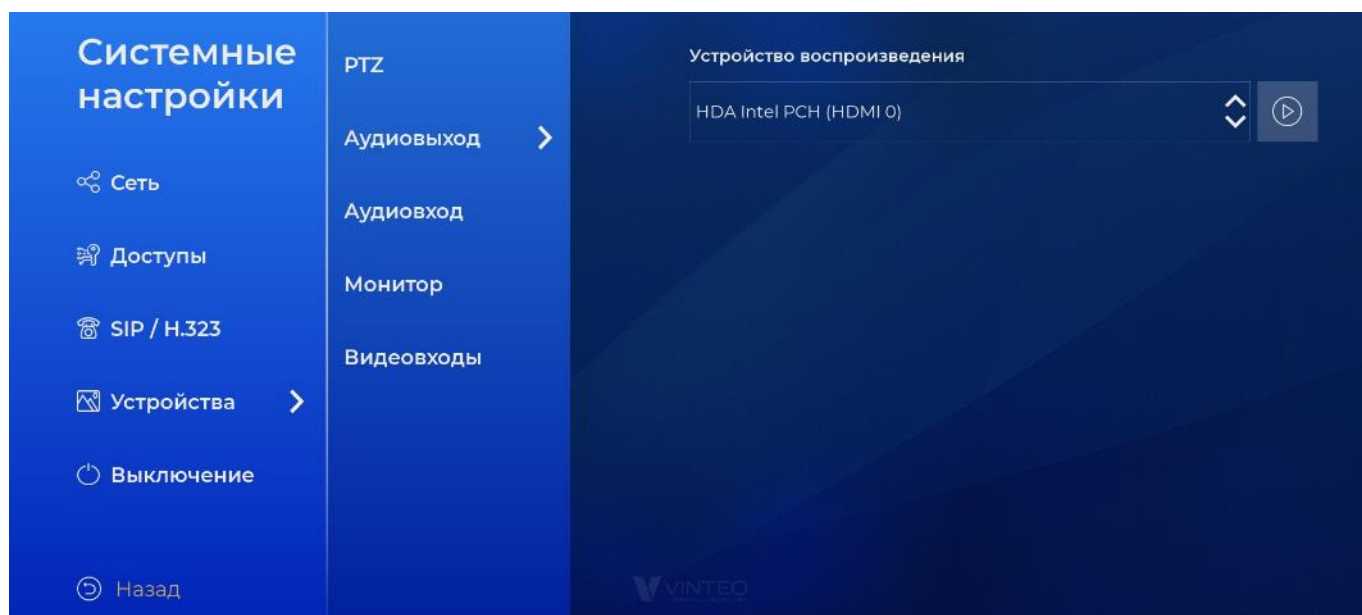 Системные
настройки
Сеть
Доступы
SIP / H.323
Устройства
Выключение
Назад
PTZ
Аудиовыход
Аудиовход
Монитор
Видеовходы
Устройство воспроизведения
HDA Intel PCH (HDMI 0)
VINTEO